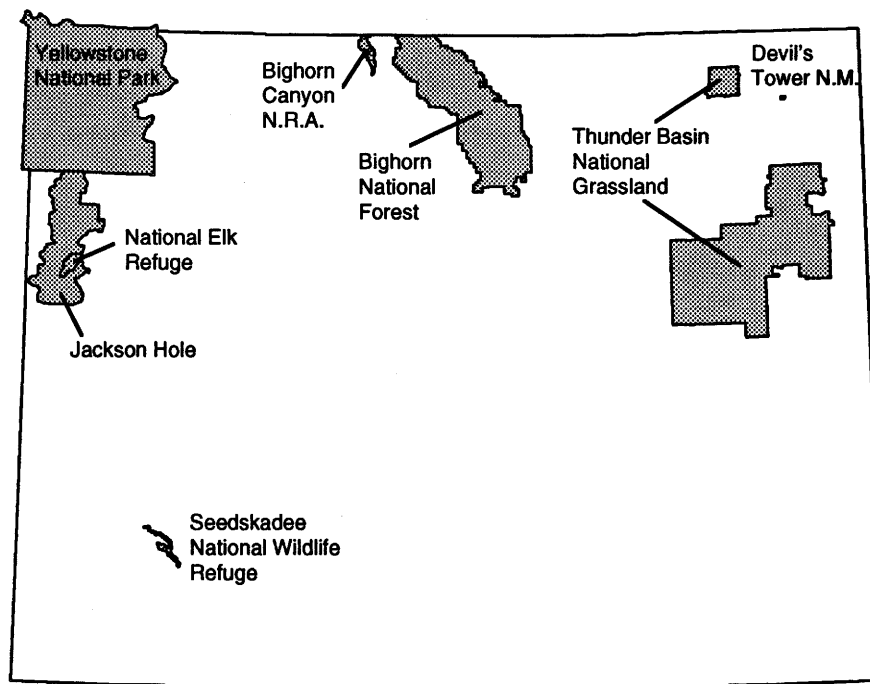 Yellowstone
National Park
Bighorn
Canyon
N.R.A.
Bighorn
National
Forest
Devil's
Tower N.M.
Thunder Basin
National
Grassland
National Elk
Refuge
Jackson Hole
Seedskadee
National Wildlife
Refuge